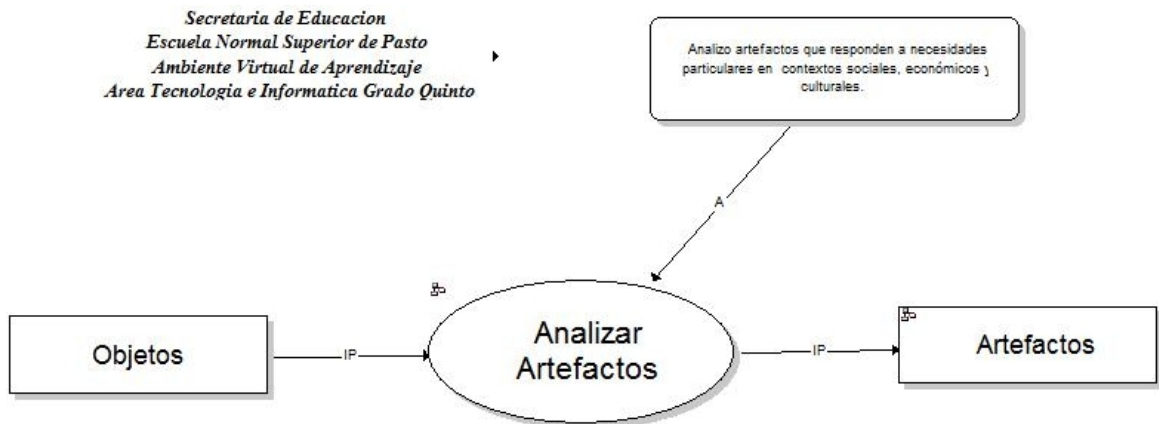 Secretaria de Educacion
Escuela Normal Superior de Pasto
Ambiente Virtual de Aprendizaje
Area Tecnologia e Informatica Grado Quinto
Analizo artefactos que responden a necesidades
particulares en contextos sociales, económicos y
culturales.
A
Objetos
IP
Analizar
Artefactos
IP
Artefactos